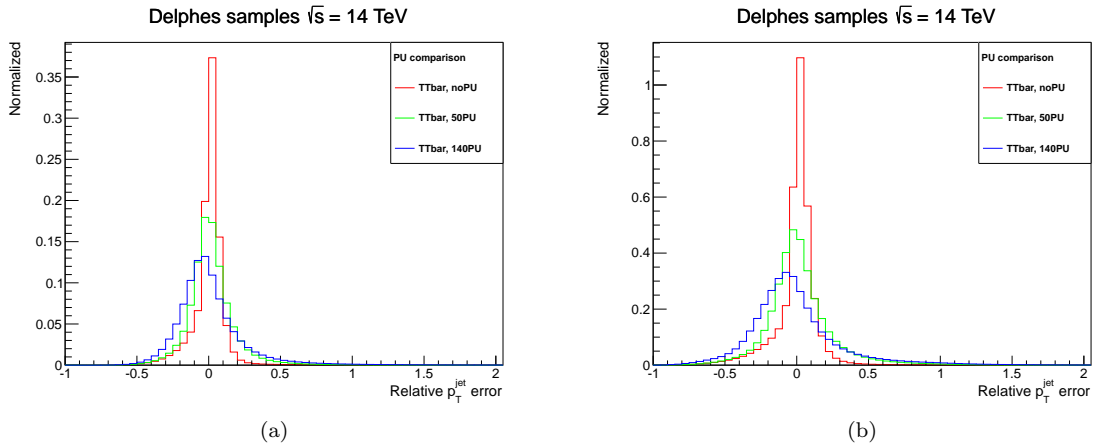 Delphes samples √s = 14 TeV
Normalized
PU comparison
TTbar, noPU
TTbar, 50PU
TTbar, 140PU
0.35
0.3
0.25
0.2
0.15
0.1
0.05
0
-1 -0.5 0 0.5 1 1.5 2
Relative p_T^jet error
(a)
Delphes samples √s = 14 TeV
Normalized
PU comparison
TTbar, noPU
TTbar, 50PU
TTbar, 140PU
1
0.8
0.6
0.4
0.2
0
-1 -0.5 0 0.5 1 1.5 2
Relative p_T^jet error
(b)